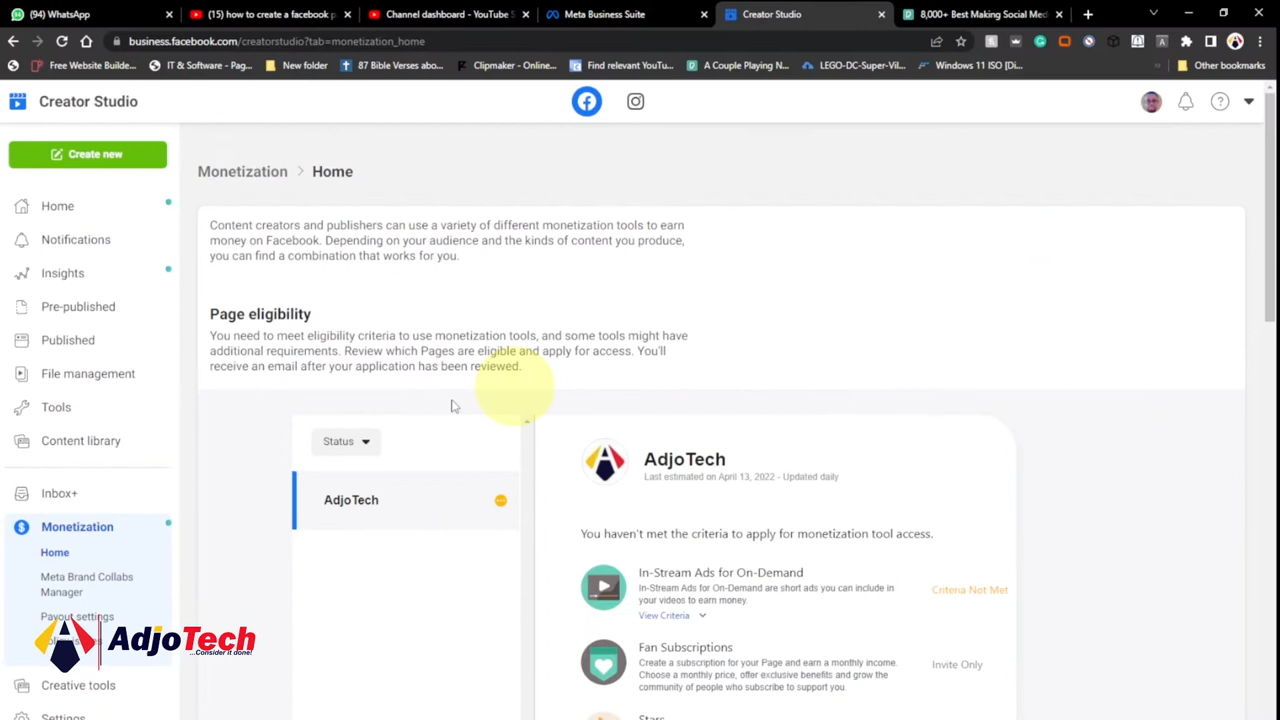 (94) WhatsApp
(15) how to create a facebook p
Channel dashboard - YouTube S
Meta Business Suite
Creator Studio
8,000+ Best Making Social Med
business.facebook.com/creatorstudio?tab=monetization_home
Free Website Builde...
IT & Software - Pag...
New folder
87 Bible Verses abo...
Clipmaker - Online...
Find relevant YouTu...
A Couple Playing N...
LEGO-DC-Super-Vil...
Windows 11 ISO [Di...
Other bookmarks
Creator Studio
Create new
Home
Notifications
Insights
Pre-published
Published
File management
Tools
Content library
Inbox+
Monetization
Home
Meta Brand Collabs
Manager
Payout settings
Creative tools
Settings
Monetization > Home
Content creators and publishers can use a variety of different monetization tools to earn
money on Facebook. Depending on your audience and the kinds of content you produce,
you can find a combination that works for you.
Page eligibility
You need to meet eligibility criteria to use monetization tools, and some tools might have
additional requirements. Review which Pages are eligible and apply for access. You'll
receive an email after your application has been reviewed.
Status
AdjoTech
AdjoTech
Last estimated on April 13, 2022 - Updated daily
You haven't met the criteria to apply for monetization tool access.
In-Stream Ads for On-Demand
In-Stream Ads for On-Demand are short ads you can include in
your videos to earn money.
View Criteria
Criteria Not Met
Fan Subscriptions
Create a subscription for your Page and earn a monthly income.
Choose a monthly price, offer exclusive benefits and grow the
community of people who subscribe to support you.
Invite Only
Stars
AdjoTech
...Consider it done!